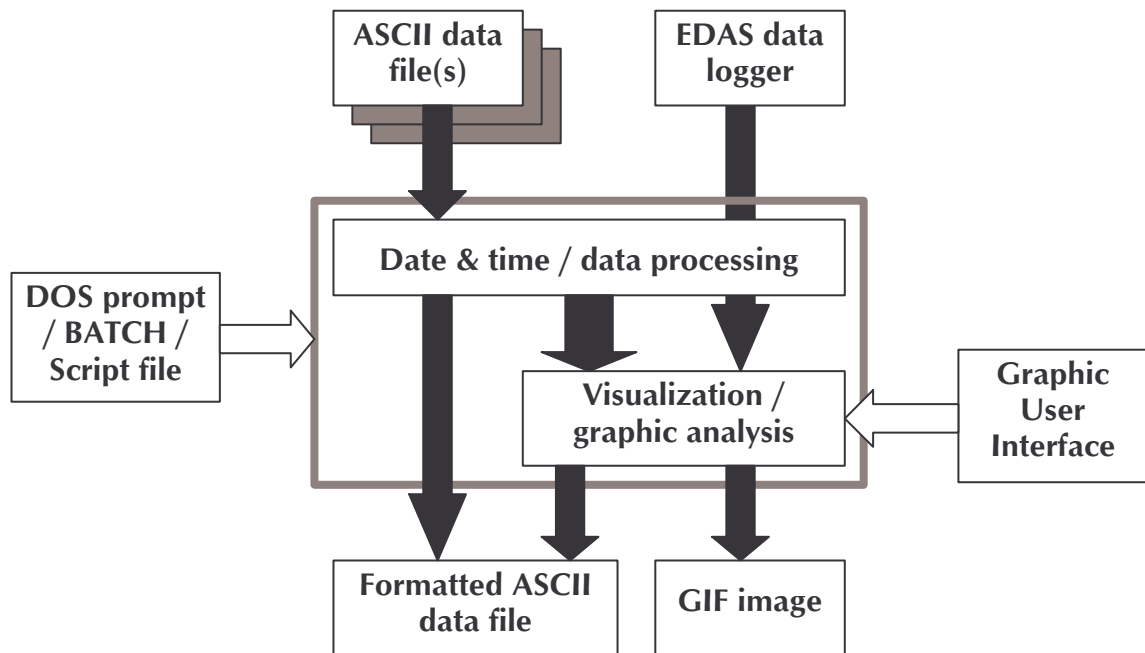 ASCII data
file(s)
EDAS data
logger
Date & time / data processing
DOS prompt
/ BATCH /
Script file
Visualization /
graphic analysis
Graphic
User
Interface
Formatted ASCII
data file
GIF image